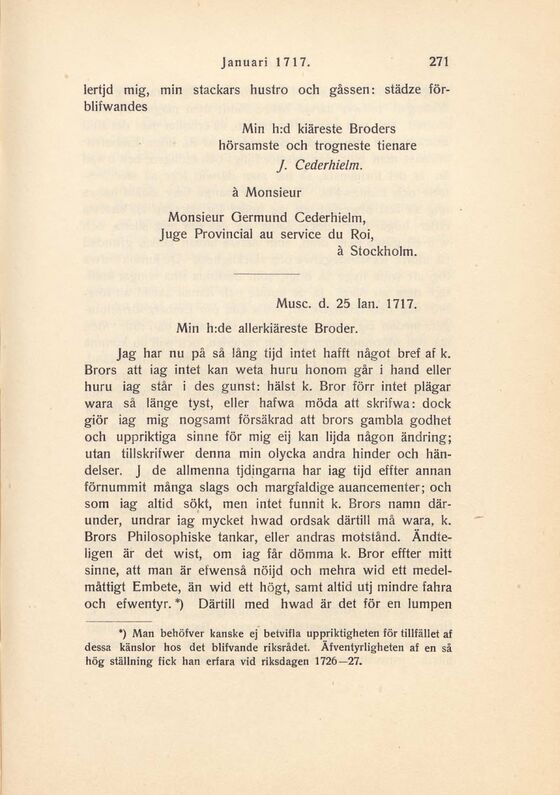 Januari 1717. 271
lertjd mig, min stackars hustro och gåssen: städze för-
blifwandes
Min h:d kiäreste Broders
hörsamste och trogneste tienare
J. Cederhielm.
à Monsieur
Monsieur Germund Cederhielm,
Juge Provincial au service du Roi,
à Stockholm.
Musc. d. 25 Ian. 1717.
Min h:de allerkiäreste Broder.
Jag har nu på så lång tijd intet hafft något bref af k.
Brors att iag intet kan weta huru honom går i hand eller
huru iag står i des gunst: hälst k. Bror förr intet plägar
wara så länge tyst, eller hafwa möda att skrifwa: dock
giör iag mig nogsamt försäkrad att brors gambla godhet
och uppriktiga sinne för mig eij kan lijda någon ändring;
utan tillskrifwer denna min olycka andra hinder och hän-
delser. J de allmenna tjdingarna har iag tijd effter annan
förnummit många slags och margfaldige auancementer; och
som iag altid sökt, men intet funnit k. Brors namn där-
under, undrar iag mycket hwad ordsak därtill må wara, k.
Brors Philosophiske tankar, eller andras motstånd. Ändte-
ligen är det wist, om iag får dömma k. Bror effter mitt
sinne, att man är efwenså nöijd och mehra wid ett medel-
måttigt Embete, än wid ett högt, samt altid utj mindre fahra
och efwentyr.*) Därtill med hwad är det för en lumpen
*) Man behöfver kanske ej betvifla uppriktigheten för tillfället af
dessa känslor hos det blifvande riksrådet. Äfventyrligheten af en så
hög ställning fick han erfara vid riksdagen 1726—27.